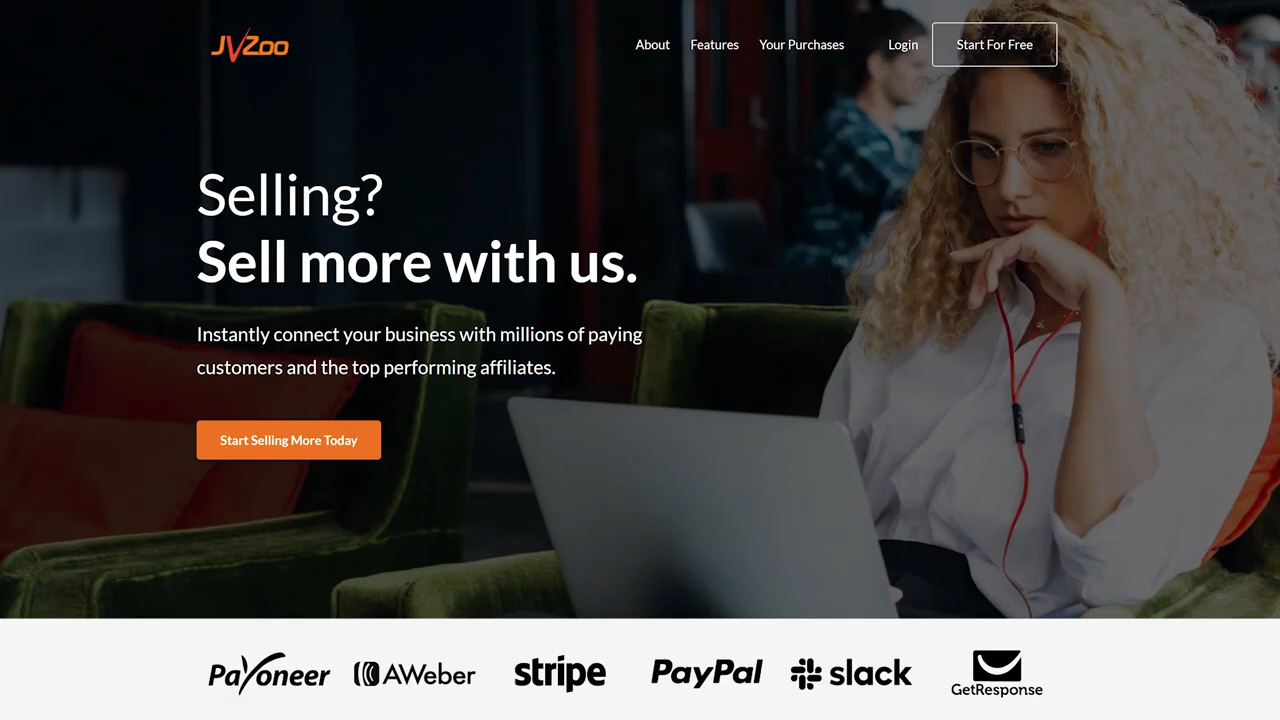 JVZoo
About Features Your Purchases Login Start For Free
Selling?
Sell more with us.
Instantly connect your business with millions of paying
customers and the top performing affiliates.
Start Selling More Today
Payoneer AWeber stripe PayPal slack GetResponse